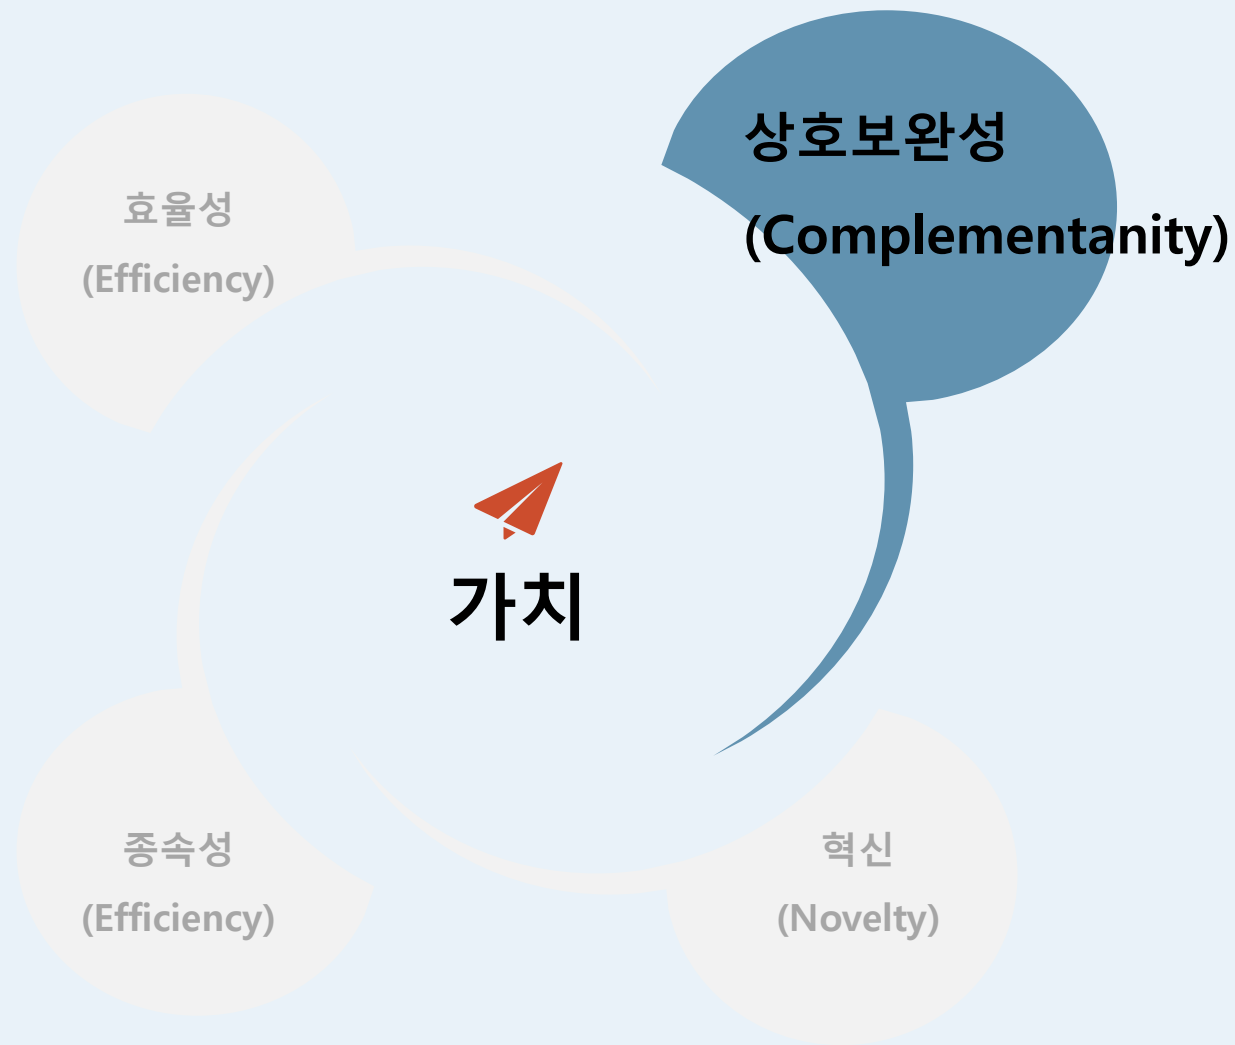 상호보완성
(Complementanity)
효율성
(Efficiency)
가치
종속성
(Efficiency)
혁신
(Novelty)